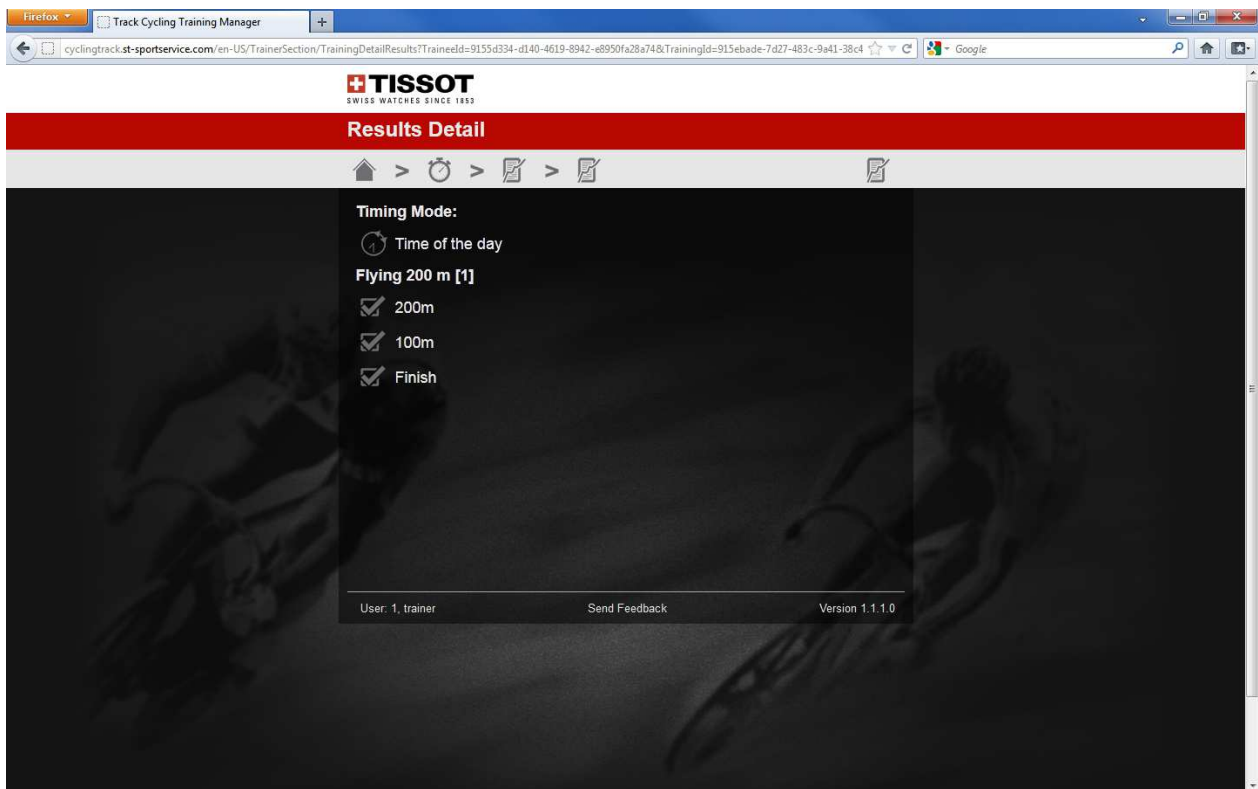 Firefox
Track Cycling Training Manager
cyclingtrack.st-sportservice.com/en-US/TrainerSection/TrainingDetailResults?TraineeId=9155d334-d140-4619-8942-e8950fa28a74&TrainingId=915ebade-7d27-483c-9a41-38c4
Google
TISSOT
SWISS WATCHES SINCE 1853
Results Detail
> > >
Timing Mode:
1 Time of the day
Flying 200 m [1]
200m
100m
Finish
User: 1, trainer Send Feedback Version 1.1.1.0